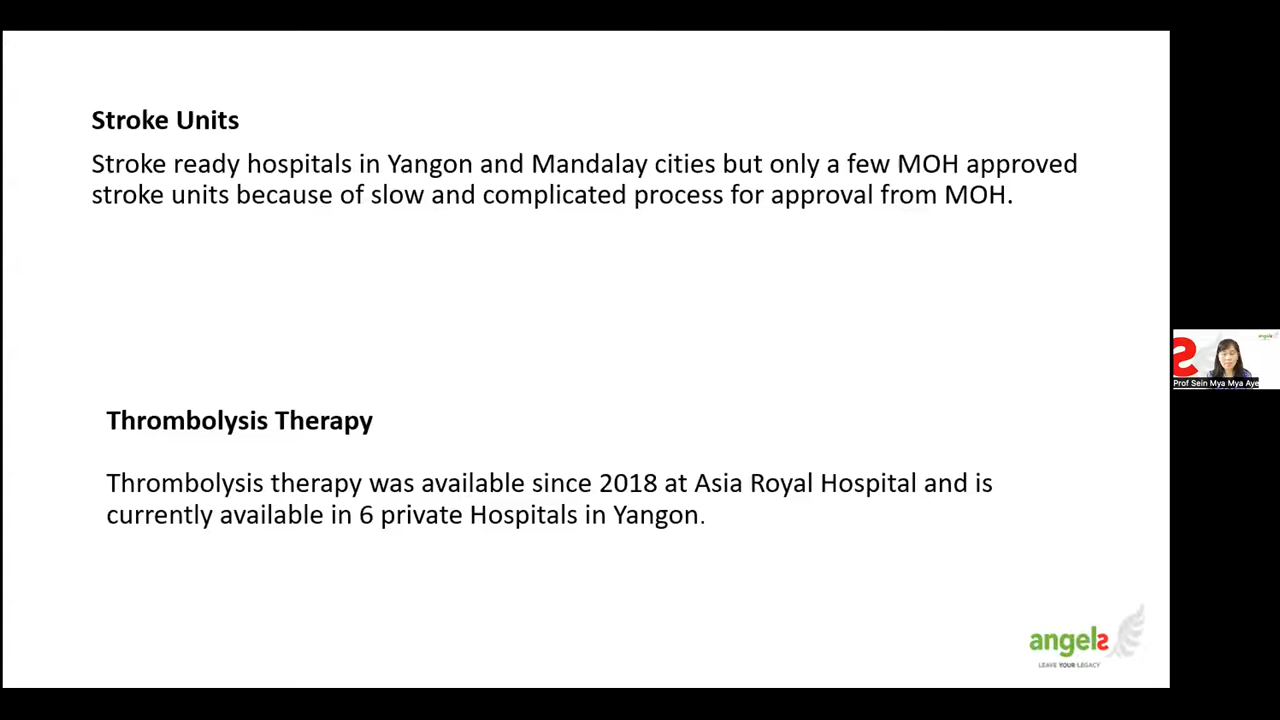 Stroke Units
Stroke ready hospitals in Yangon and Mandalay cities but only a few MOH approved
stroke units because of slow and complicated process for approval from MOH.
Thrombolysis Therapy
Thrombolysis therapy was available since 2018 at Asia Royal Hospital and is
currently available in 6 private Hospitals in Yangon.
angels
LEAVE YOUR LEGACY
angels
S
Prof Sein Mya Mya Aye